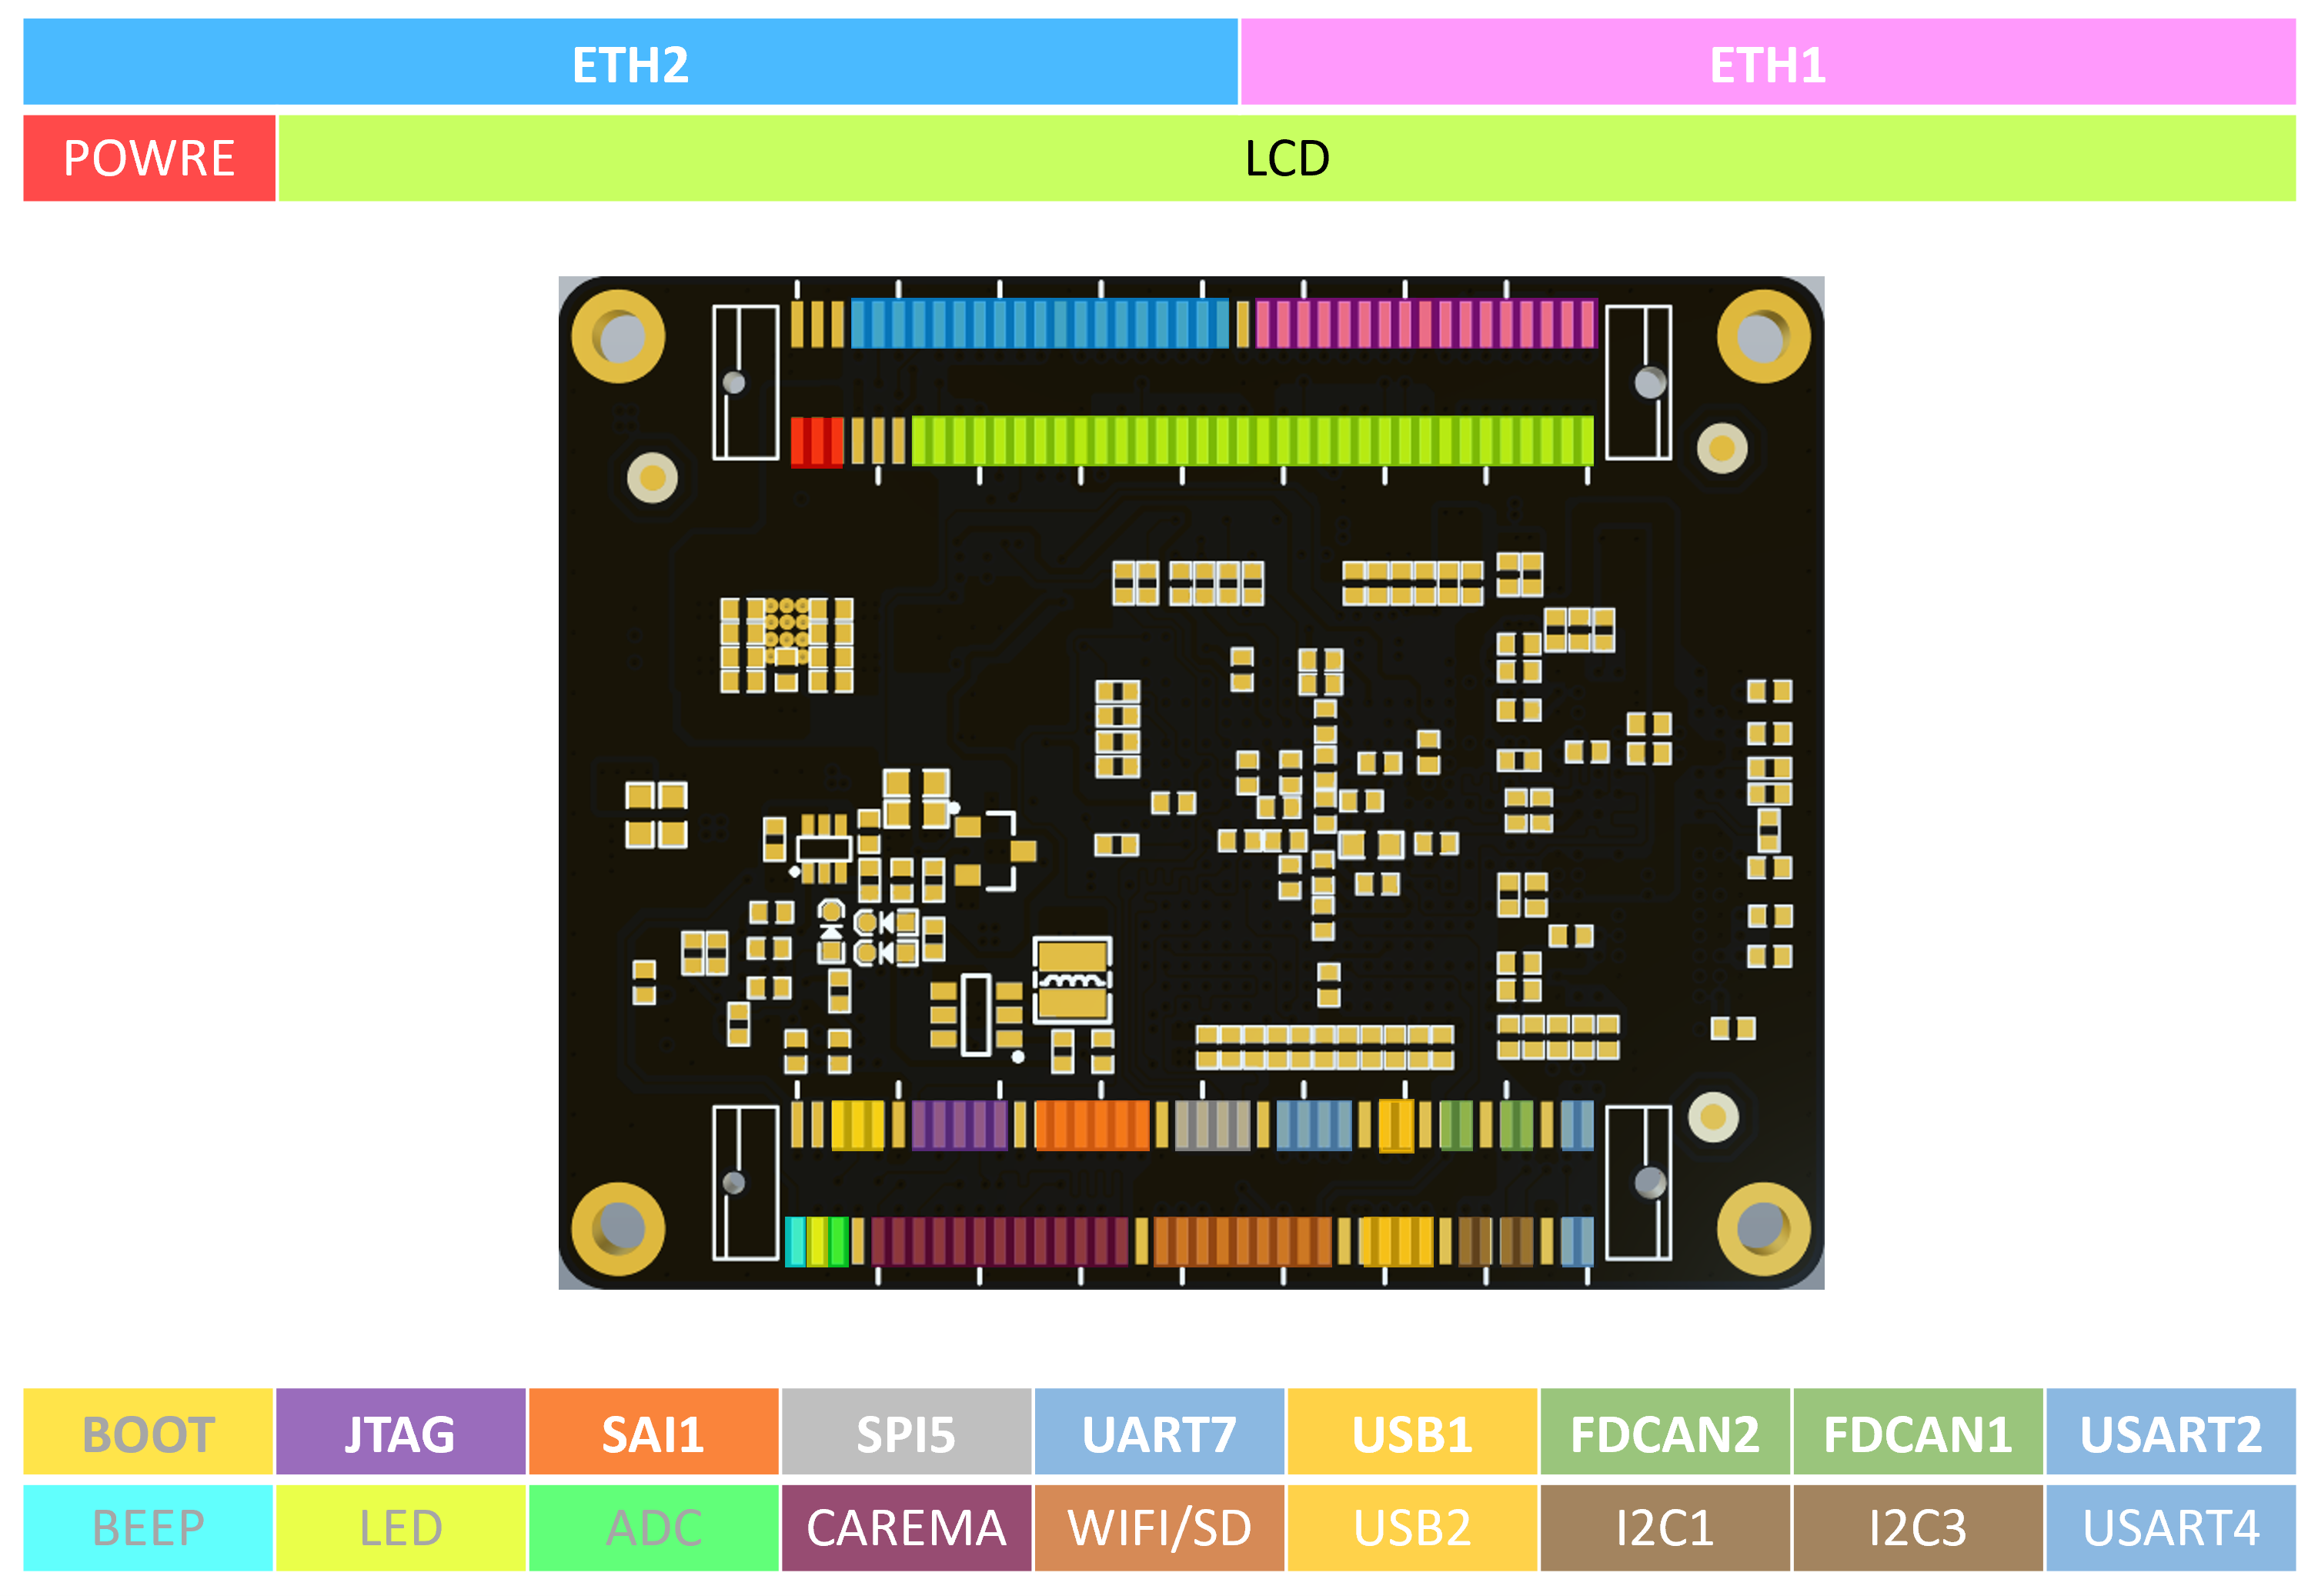 ETH2 ETH1
POWRE LCD
BOOT JTAG SAI1 SPI5 UART7 USB1 FDCAN2 FDCAN1 USART2
BEEP LED ADC CAREMA WIFI/SD USB2 I2C1 I2C3 USART4